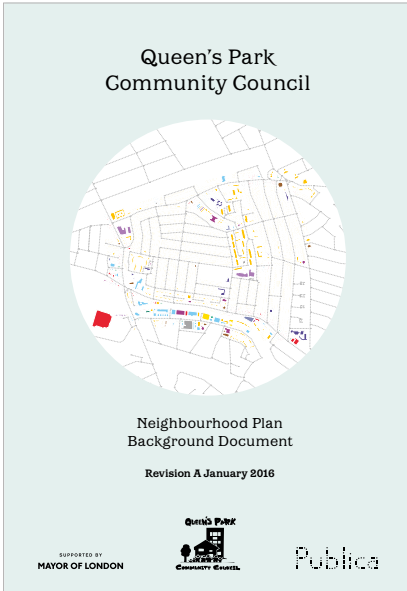 Queen's Park
Community Council
Neighbourhood Plan
Background Document
Revision A January 2016
QUEEN'S PARK
COMMUNITY COUNCIL
SUPPORTED BY
MAYOR OF LONDON
Publica